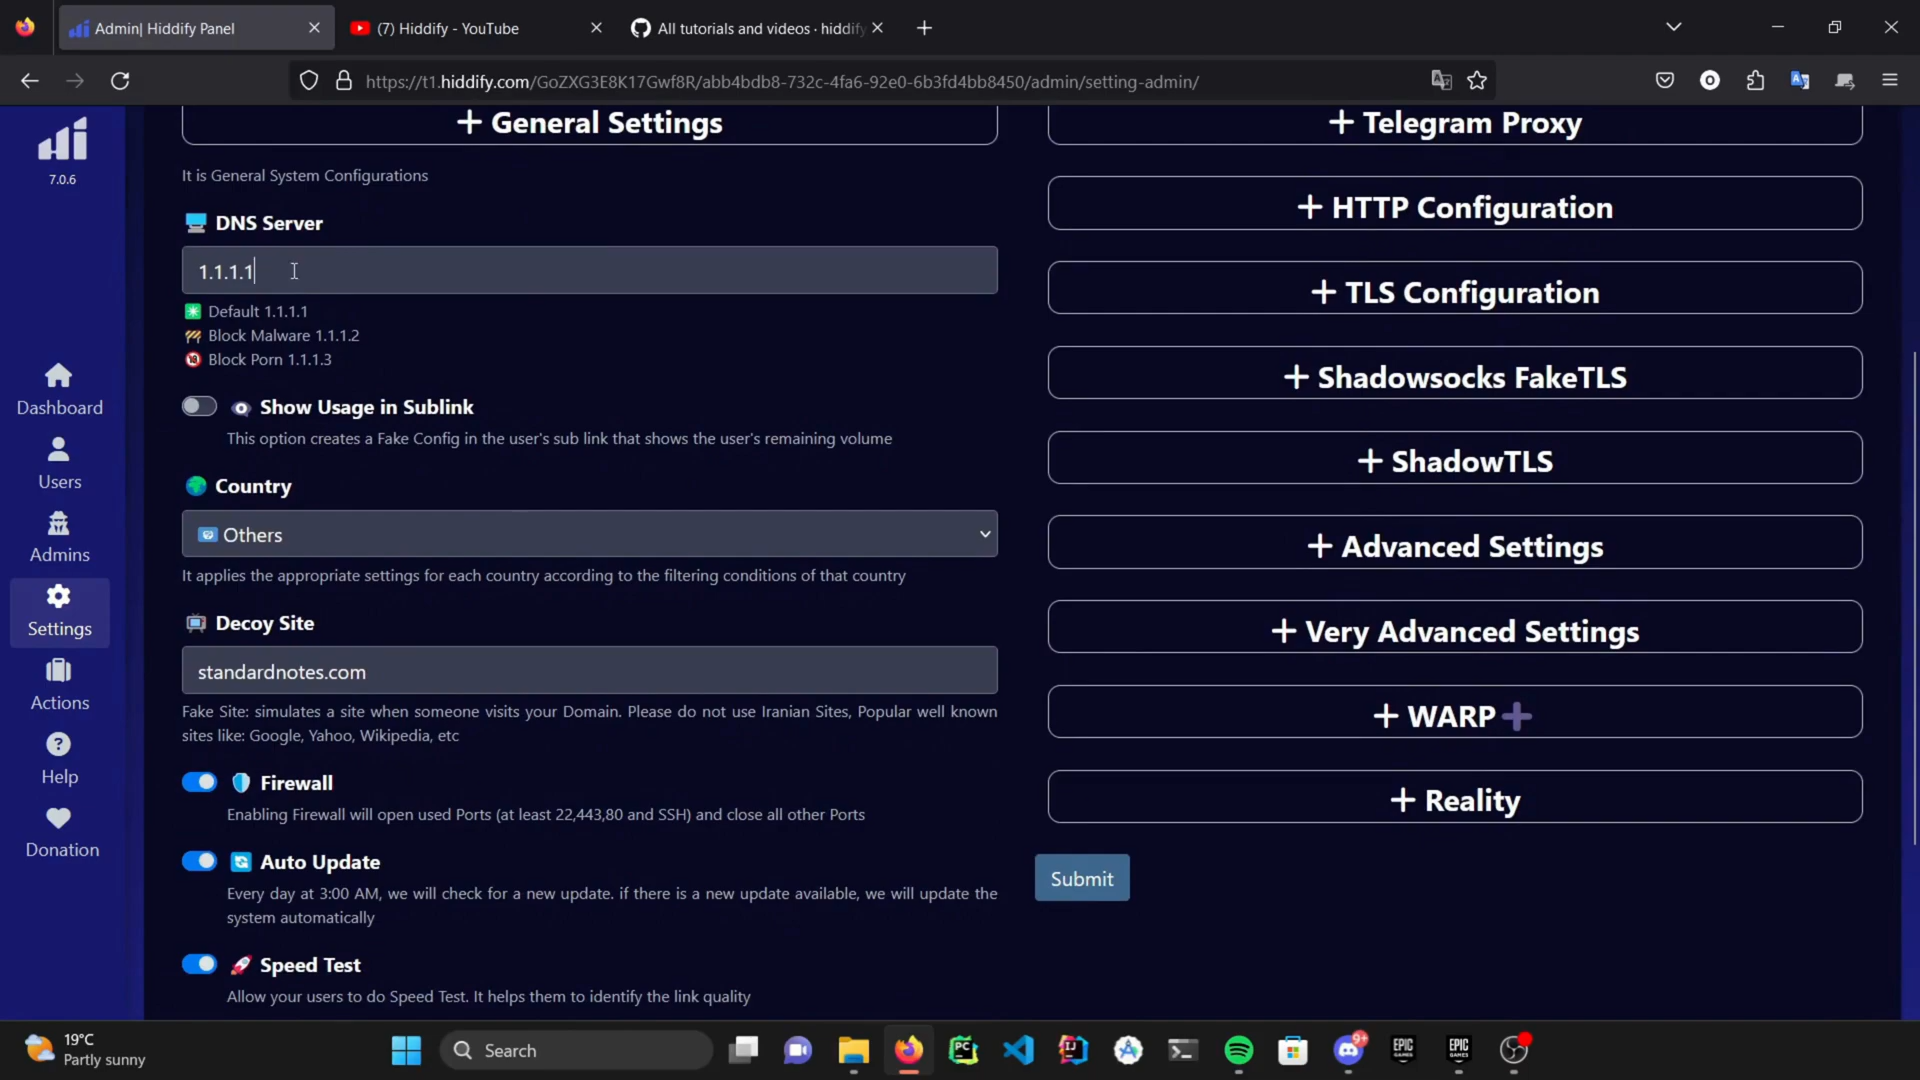 Admin| Hiddify Panel
(7) Hiddify - YouTube
All tutorials and videos · hiddify
https://t1.hiddify.com/GoZXG3E8K17Gwf8R/abb4bdb8-732c-4fa6-92e0-6b3fd4bb8450/admin/setting-admin/
7.0.6
Dashboard
Users
Admins
Settings
Actions
Help
Donation
General Settings
It is General System Configurations
DNS Server
1.1.1.1
Default 1.1.1.1
Block Malware 1.1.1.2
Block Porn 1.1.1.3
Show Usage in Sublink
This option creates a Fake Config in the user's sub link that shows the user's remaining volume
Country
Others
It applies the appropriate settings for each country according to the filtering conditions of that country
Decoy Site
standardnotes.com
Fake Site: simulates a site when someone visits your Domain. Please do not use Iranian Sites, Popular well known
sites like: Google, Yahoo, Wikipedia, etc
Firewall
Enabling Firewall will open used Ports (at least 22,443,80 and SSH) and close all other Ports
Auto Update
Every day at 3:00 AM, we will check for a new update. if there is a new update available, we will update the
system automatically
Speed Test
Allow your users to do Speed Test. It helps them to identify the link quality
Telegram Proxy
HTTP Configuration
TLS Configuration
Shadowsocks FakeTLS
ShadowTLS
Advanced Settings
Very Advanced Settings
WARP
Reality
Submit
19°C
Partly sunny
Search
PC
IJ
9+
EPIC
GAMES
EPIC
GAMES